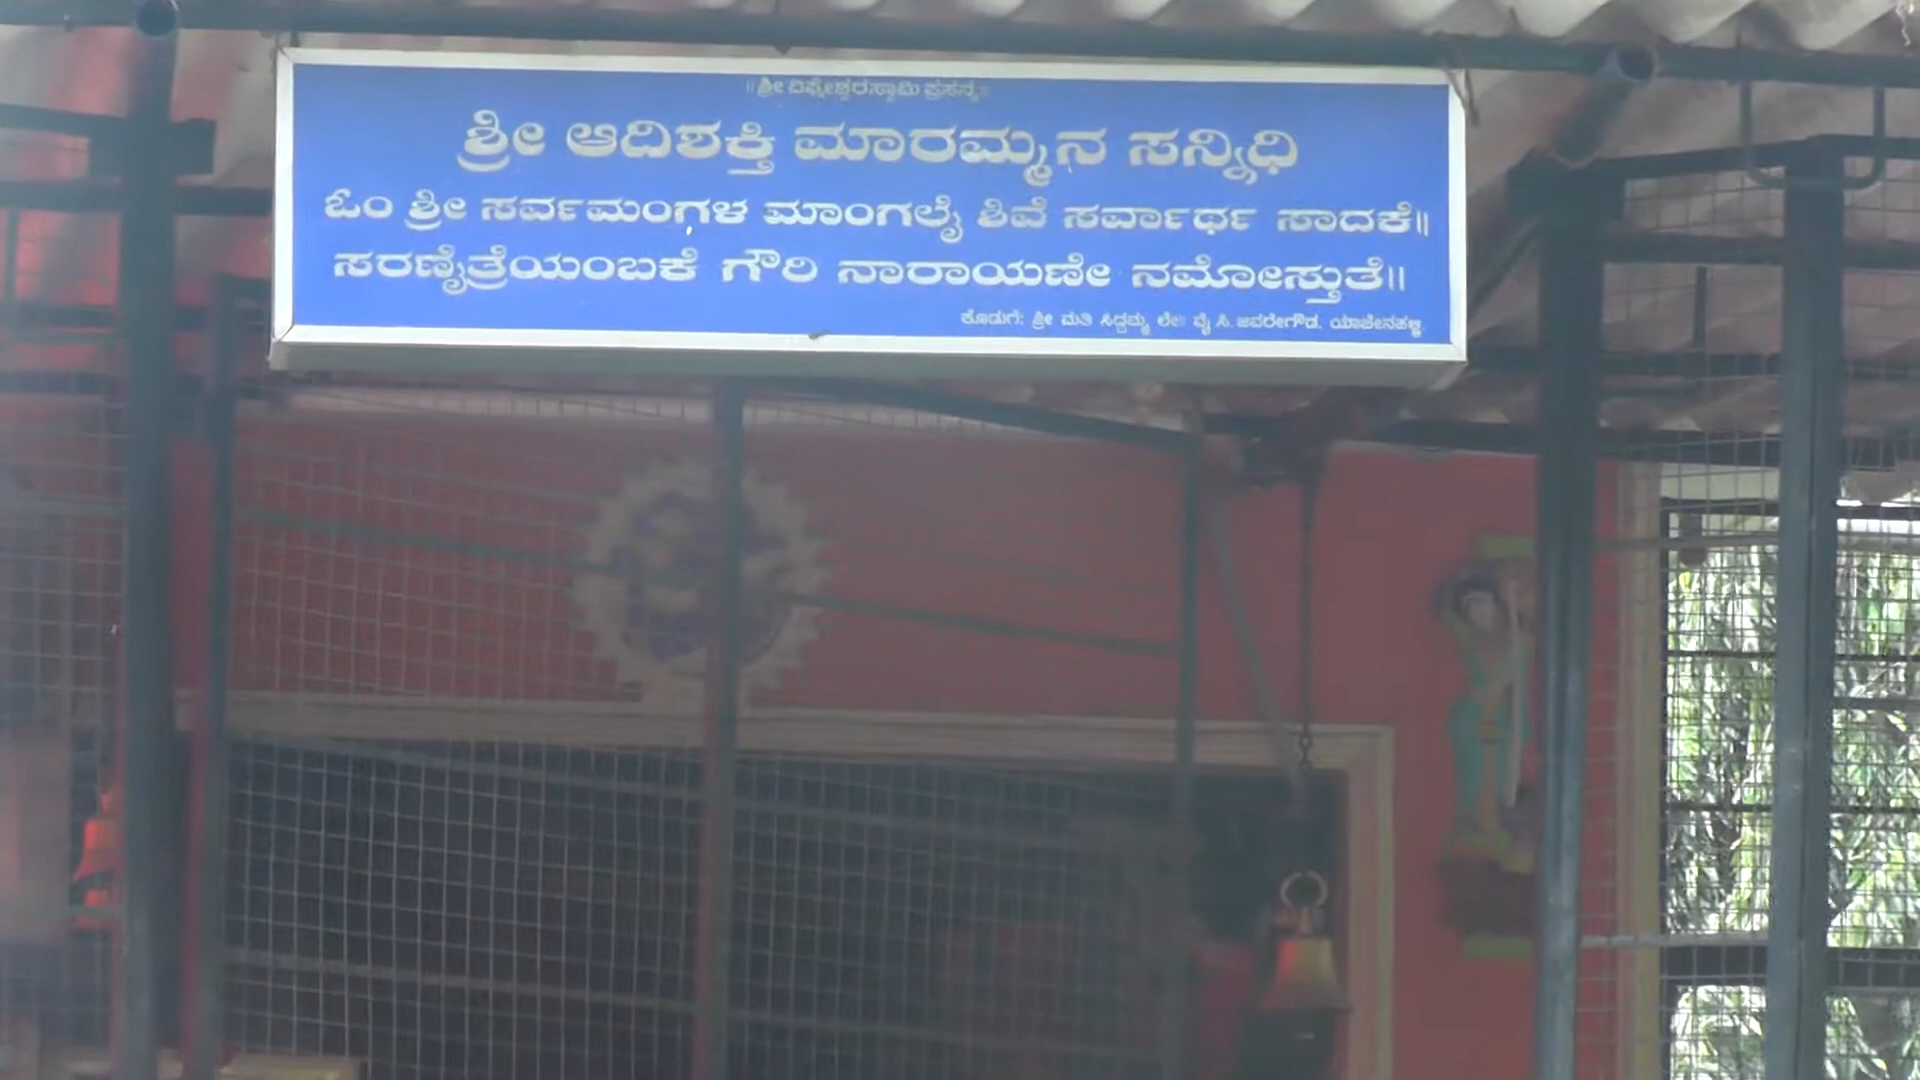 ॥ಶ್ರೀ ವಿಘ್ನೇಶ್ವರಸ್ವಾಮಿ ಪ್ರಸನ್ನ॥
ಶ್ರೀ ಆದಿಶಕ್ತಿ ಮಾರಮ್ಮನ ಸನ್ನಿಧಿ
ಓಂ ಶ್ರೀ ಸರ್ವಮಂಗಳ ಮಾಂಗಲ್ಯೆ ಶಿವೆ ಸರ್ವಾರ್ಥ ಸಾದಕೆ॥
ಸರಣ್ಯೆತ್ರೆಯಂಬಕೆ ಗೌರಿ ನಾರಾಯಣೇ ನಮೋಸ್ತುತೆ॥
ಕೊಡುಗೆ: ಶ್ರೀ ಮತಿ ಸಿದ್ದಮ್ಮ ಲೇ॥ ವೈ ಸಿ. ಜವರೇಗೌಡ,